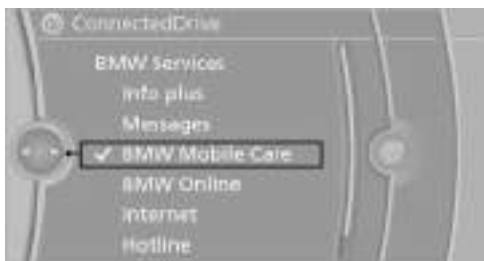 ConnectedDrive
BMW Services
Info plus
Messages
BMW Mobile Care
BMW Online
Internet
Hotline